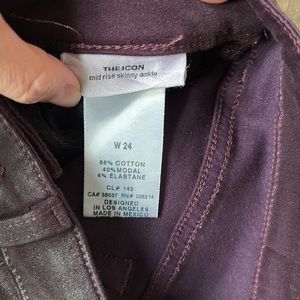 THE ICON
mid rise skinny ankle
W 24
56% COTTON
40% MODAL
4% ELASTANE
CL# 142
CA# 38037 RN# 106214
DESIGNED
IN LOS ANGELES
MADE IN MEXICO